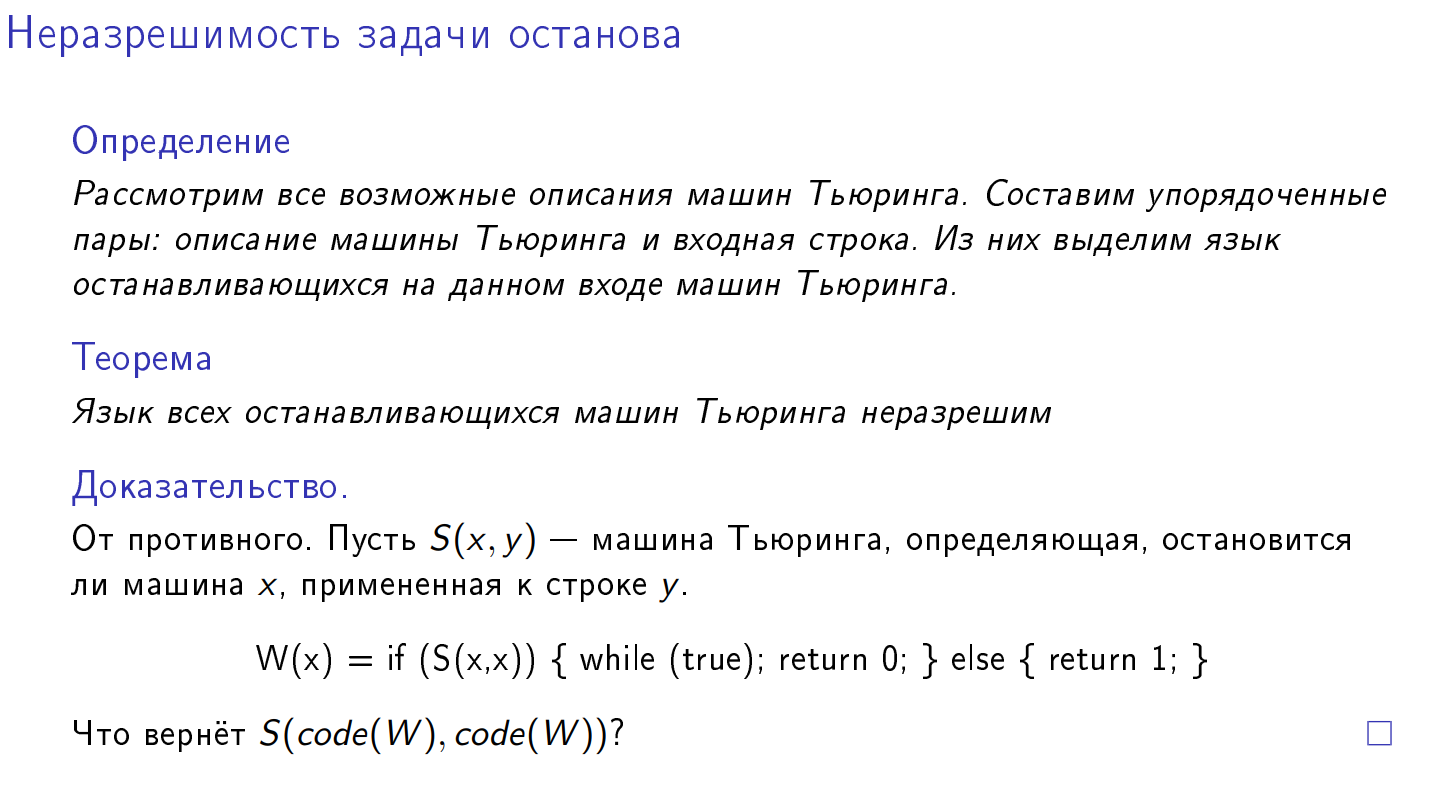 Неразрешимость задачи останова
Определение
Рассмотрим все возможные описания машин Тьюринга. Составим упорядоченные
пары: описание машины Тьюринга и входная строка. Из них выделим язык
останавливающихся на данном входе машин Тьюринга.
Теорема
Язык всех останавливающихся машин Тьюринга неразрешим
Доказательство.
От противного. Пусть S(x, y) — машина Тьюринга, определяющая, остановится
ли машина x, примененная к строке y.
W(x) = if (S(x,x)) { while (true); return 0; } else { return 1; }
Что вернёт S(code(W), code(W))?